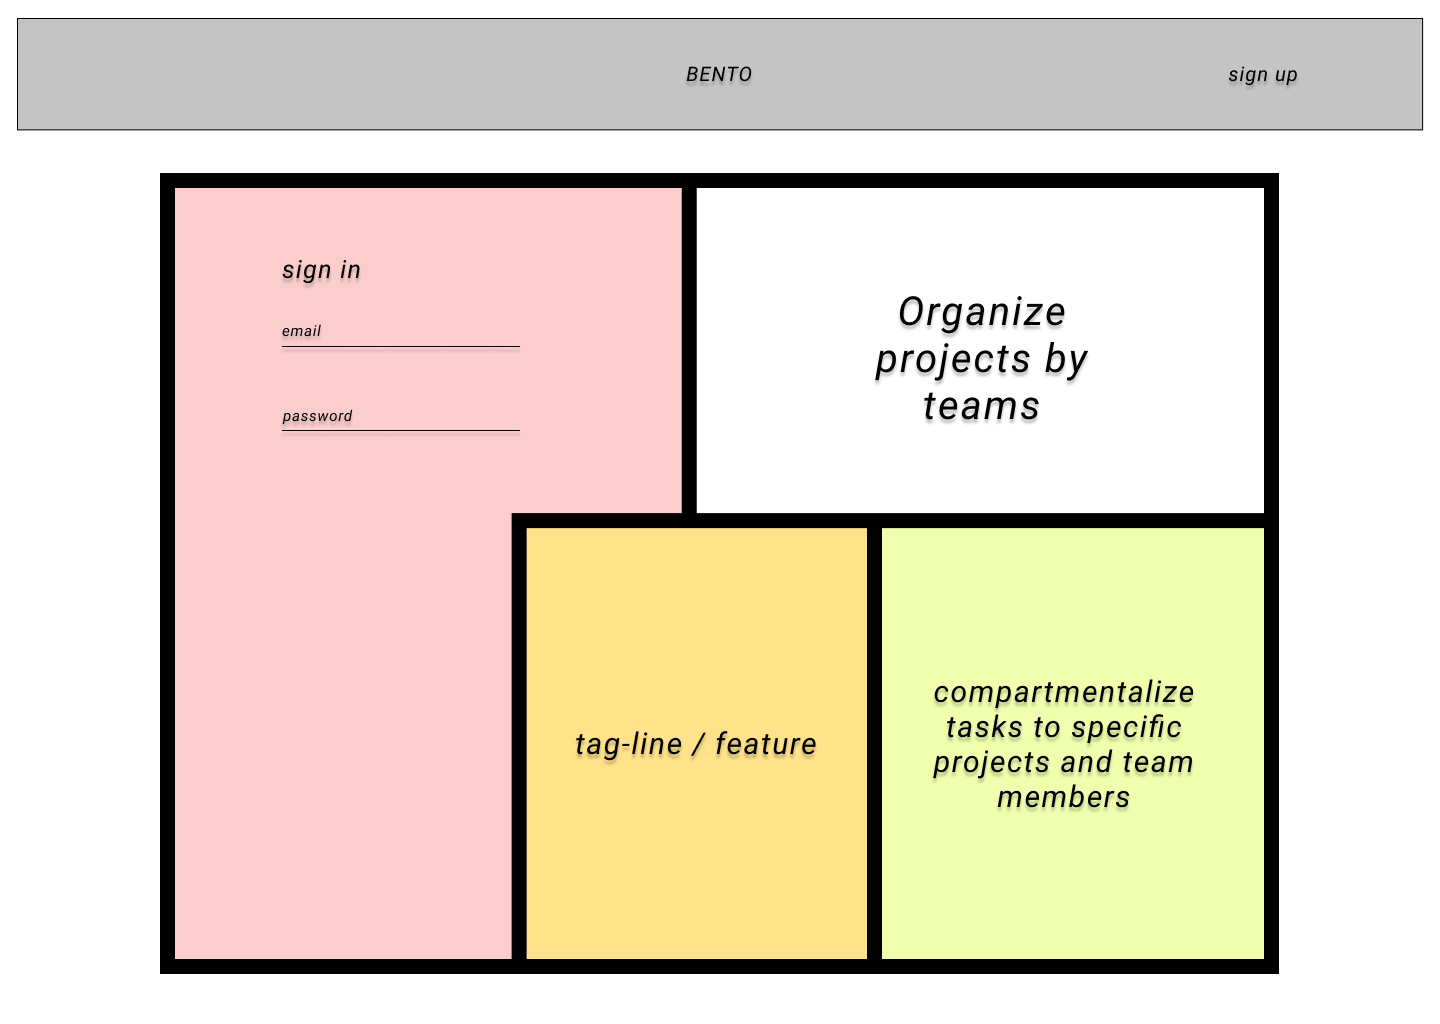 BENTO
sign up
sign in
email
password
Organize
projects by
teams
tag-line / feature
compartmentalize
tasks to specific
projects and team
members